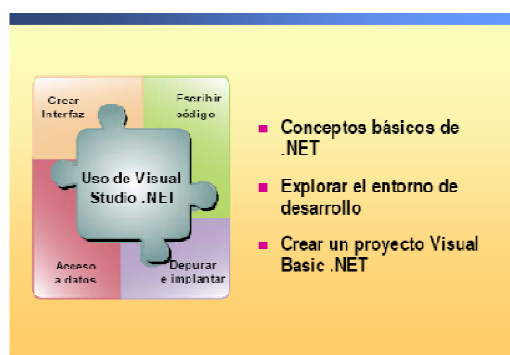 Crear
Interfaz
Escribir
código
Uso de Visual
Studio .NET
Acceso
a datos
Depurar
e implantar
Conceptos básicos de
.NET
Explorar el entorno de
desarrollo
Crear un proyecto Visual
Basic .NET